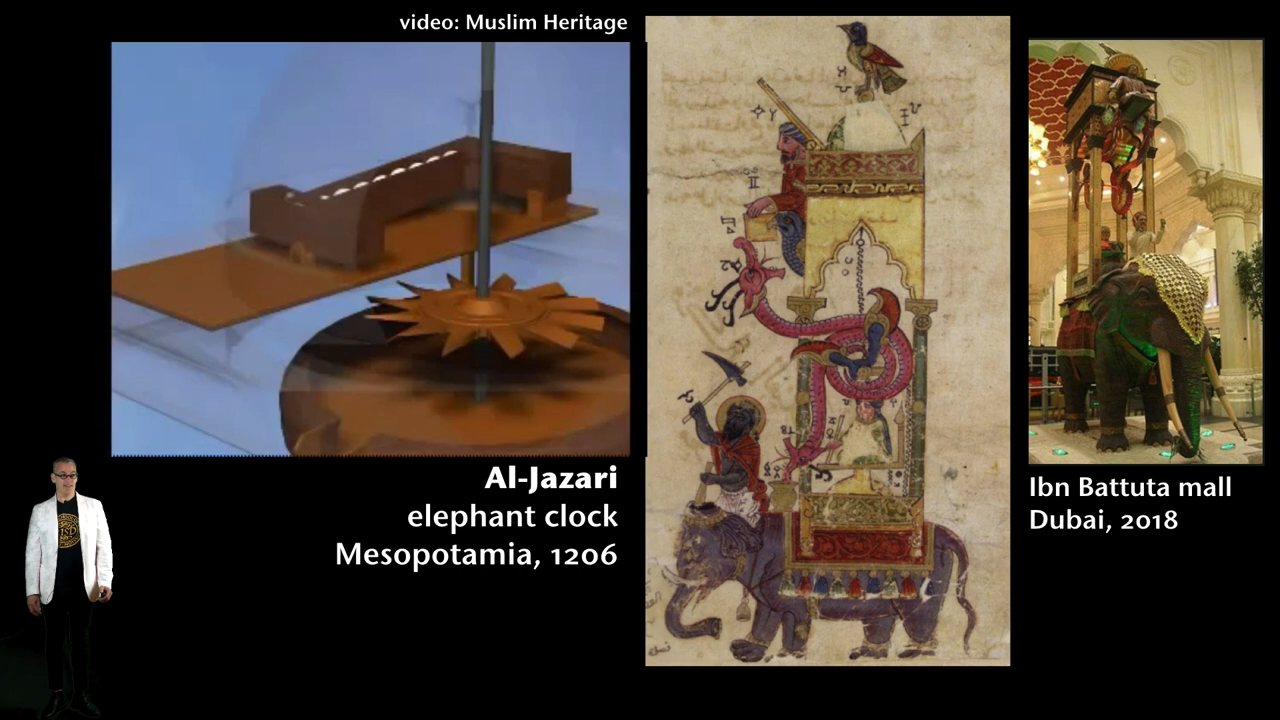 video: Muslim Heritage
Al-Jazari
elephant clock
Mesopotamia, 1206
Ibn Battuta mall
Dubai, 2018